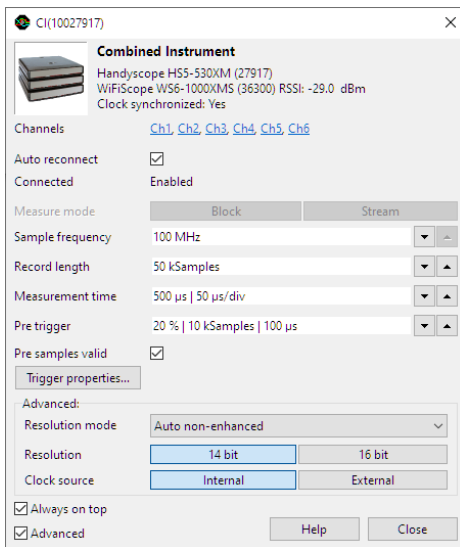 CI(10027917)
Combined Instrument
Handyscope HS5-530XM (27917)
WiFiScope WS6-1000XMS (36300) RSSI: -29.0 dBm
Clock synchronized: Yes
Channels Ch1, Ch2, Ch3, Ch4, Ch5, Ch6
Auto reconnect
Connected Enabled
Measure mode Block Stream
Sample frequency 100 MHz
Record length 50 kSamples
Measurement time 500 µs | 50 µs/div
Pre trigger 20 % | 10 kSamples | 100 µs
Pre samples valid
Trigger properties...
Advanced:
Resolution mode Auto non-enhanced
Resolution 14 bit 16 bit
Clock source Internal External
Always on top
Advanced Help Close